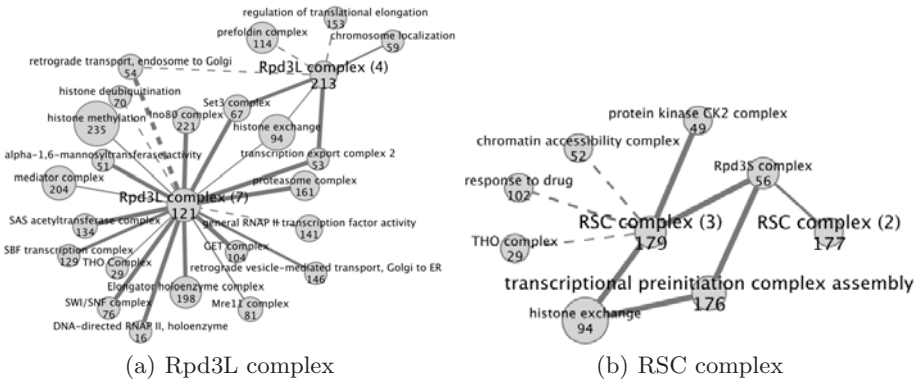 regulation of translational elongation
153
prefoldin complex
114
chromosome localization
59
retrograde transport, endosome to Golgi
54
Rpd3L complex (4)
213
histone deubiquitination
70
Set3 complex
67
histone methylation
235
Ino80 complex
221
histone exchange
94
alpha-1,6-mannosyltransferase activity
51
transcription export complex 2
53
mediator complex
204
proteasome complex
161
Rpd3L complex (7)
121
SAS acetyltransferase complex
134
general RNAP II transcription factor activity
141
SBF transcription complex
129
GET complex
104
THO Complex
29
retrograde vesicle-mediated transport, Golgi to ER
146
Elongator holoenzyme complex
198
SWI/SNF complex
76
Mre11 complex
81
DNA-directed RNAP II, holoenzyme
16
(a) Rpd3L complex
protein kinase CK2 complex
49
chromatin accessibility complex
52
Rpd3S complex
56
response to drug
102
RSC complex (3)
179
RSC complex (2)
177
THO complex
29
transcriptional preinitiation complex assembly
176
histone exchange
94
(b) RSC complex